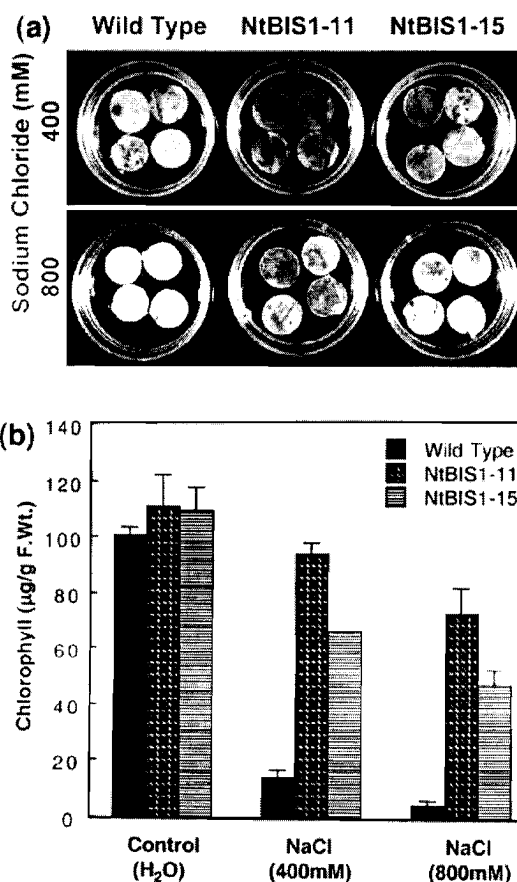 (a)
Wild Type NtBIS1-11 NtBIS1-15
Sodium Chloride (mM)
400
800
(b)
140
120
100
80
60
40
20
0
Chlorophyll (µg/g F.Wt.)
Wild Type
NtBIS1-11
NtBIS1-15
Control (H₂O)
NaCl (400mM)
NaCl (800mM)